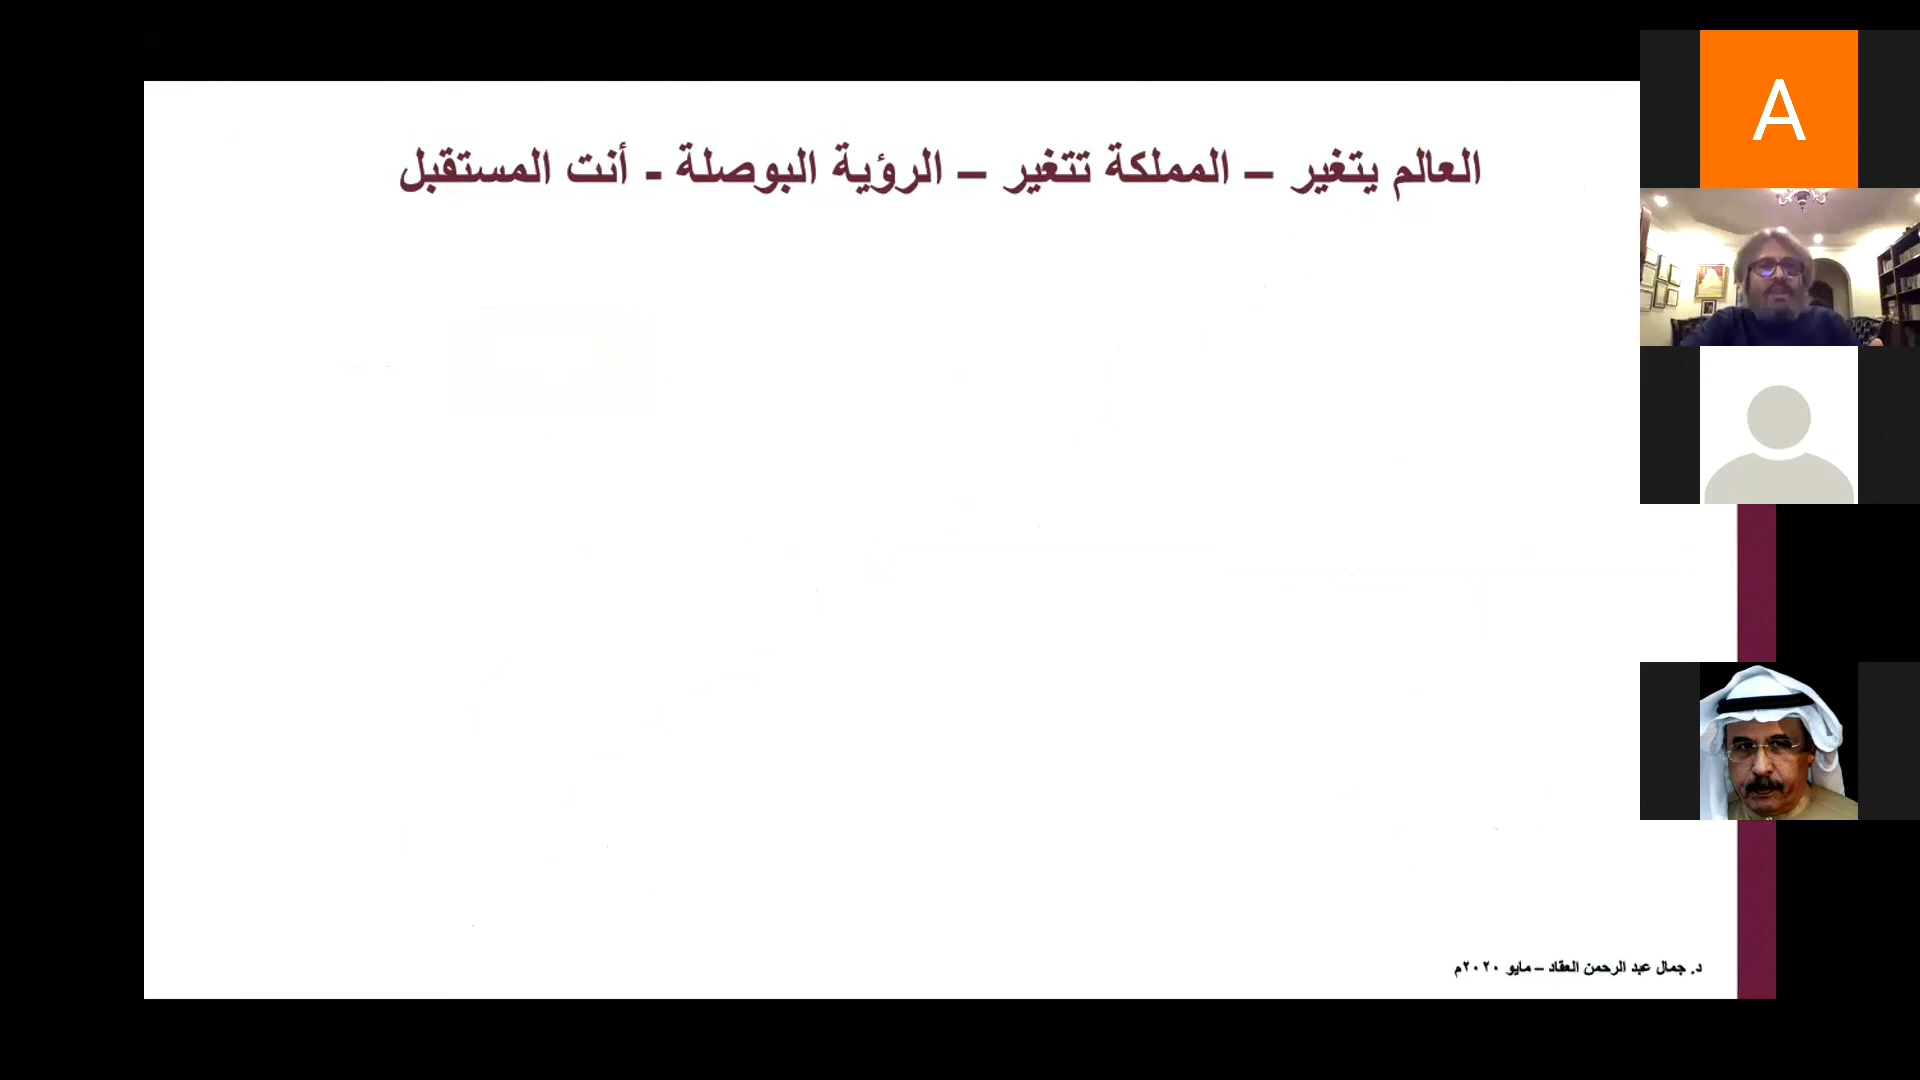 العالم يتغير – المملكة تتغير – الرؤية البوصلة - أنت المستقبل
A
د. جمال عبد الرحمن العقاد – مايو ٢٠٢٠م